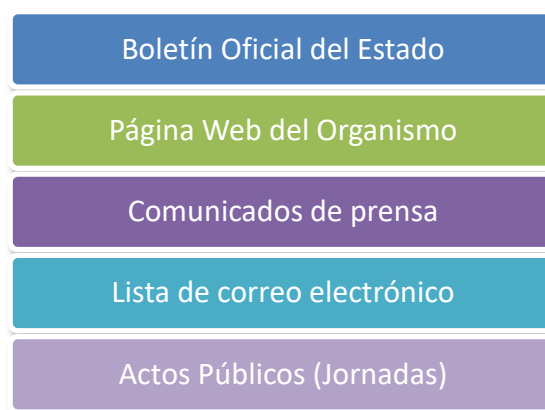 Boletín Oficial del Estado
Página Web del Organismo
Comunicados de prensa
Lista de correo electrónico
Actos Públicos (Jornadas)